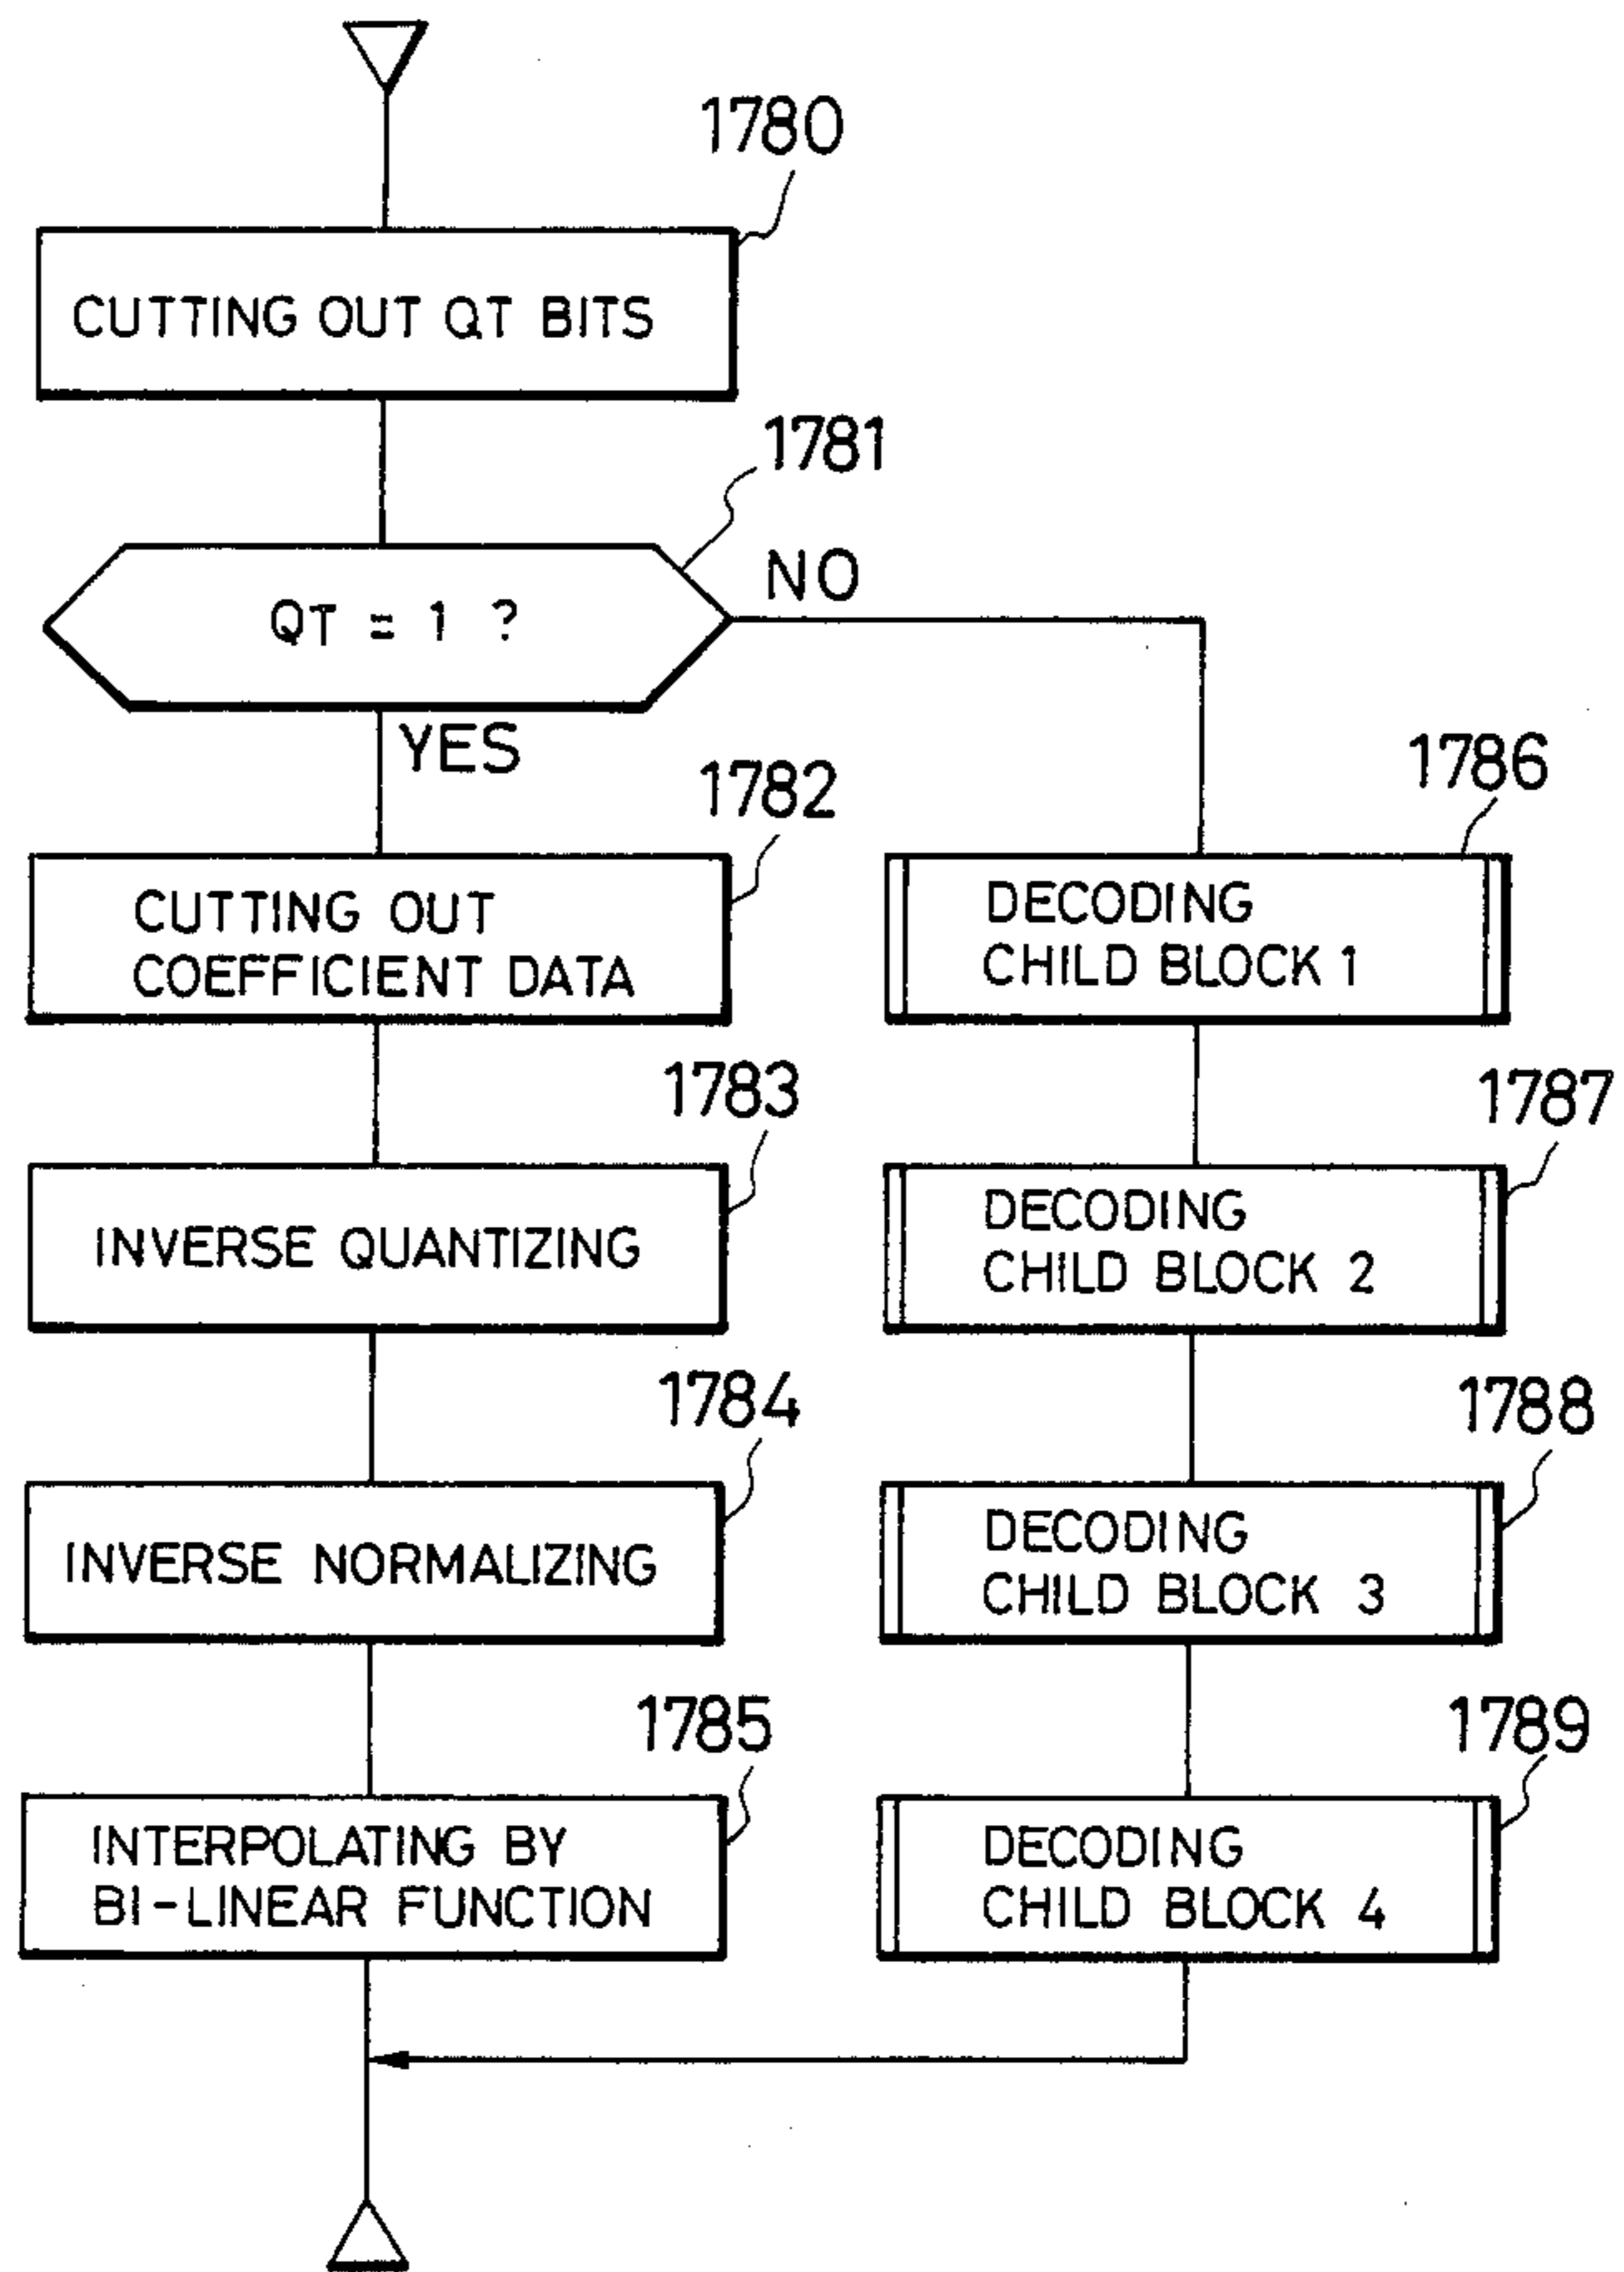 1780
CUTTING OUT QT BITS
1781
QT = 1 ?
NO
YES
1782
CUTTING OUT
COEFFICIENT DATA
1783
INVERSE QUANTIZING
1784
INVERSE NORMALIZING
1785
INTERPOLATING BY
BI-LINEAR FUNCTION
1786
DECODING
CHILD BLOCK 1
1787
DECODING
CHILD BLOCK 2
1788
DECODING
CHILD BLOCK 3
1789
DECODING
CHILD BLOCK 4